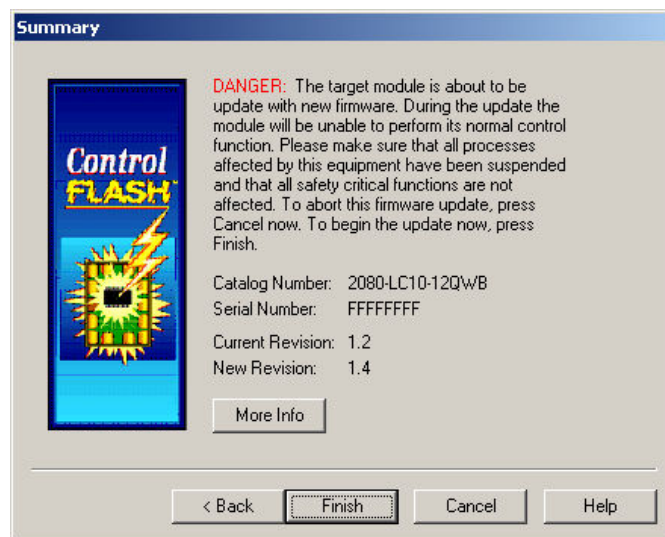 Summary
Control
FLASH
DANGER: The target module is about to be
update with new firmware. During the update the
module will be unable to perform its normal control
function. Please make sure that all processes
affected by this equipment have been suspended
and that all safety critical functions are not
affected. To abort this firmware update, press
Cancel now. To begin the update now, press
Finish.
Catalog Number: 2080-LC10-12QWB
Serial Number: FFFFFFFF
Current Revision: 1.2
New Revision: 1.4
More Info
< Back Finish Cancel Help